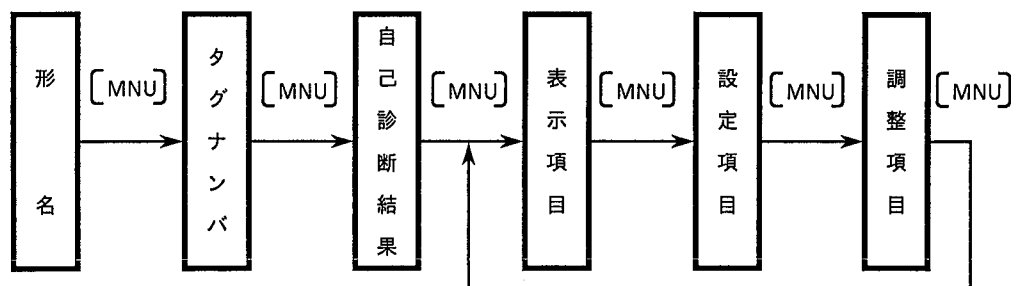 形名
[MNU]
タグナンバ
[MNU]
自己診断結果
[MNU]
表示項目
[MNU]
設定項目
[MNU]
調整項目
[MNU]